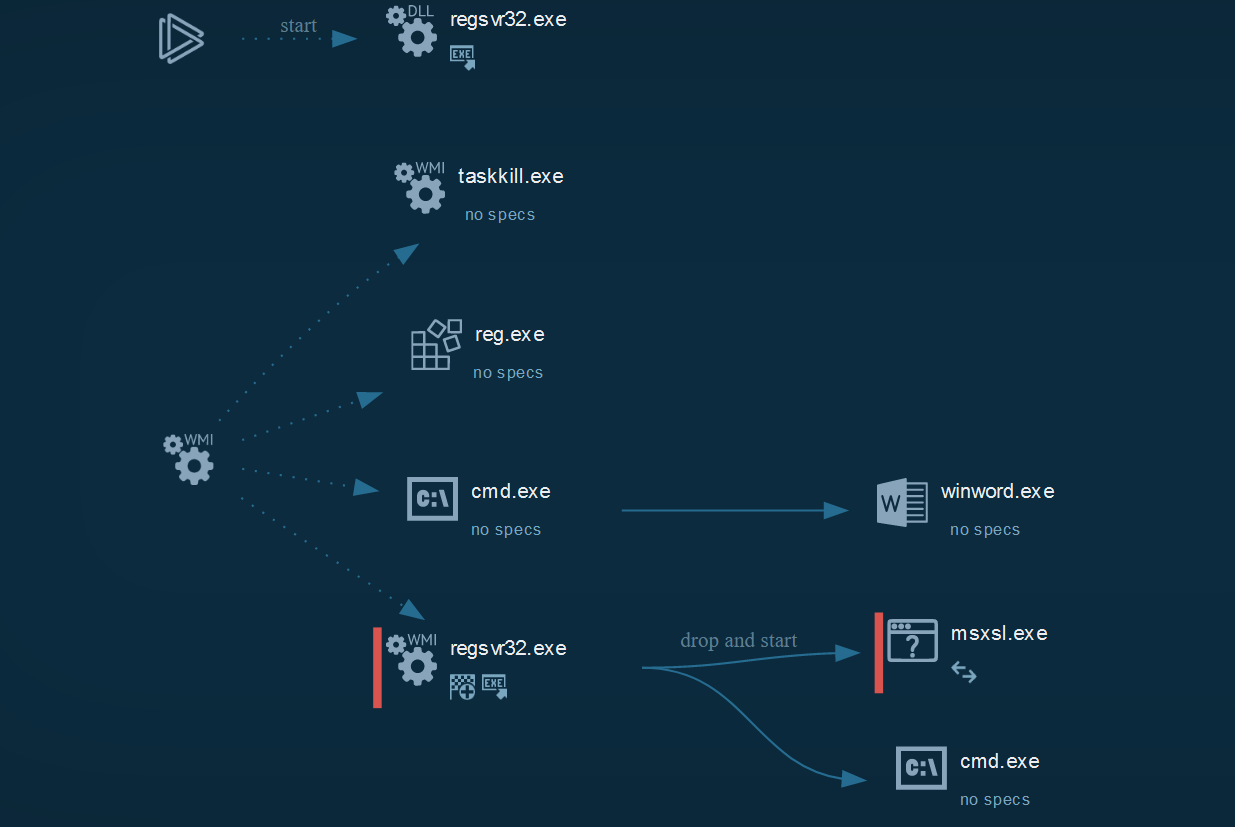 start
DLL
regsvr32.exe
EXE
WMI
taskkill.exe
no specs
reg.exe
no specs
WMI
C:\
cmd.exe
no specs
W
winword.exe
no specs
WMI
regsvr32.exe
EXE
drop and start
?
msxsl.exe
C:\
cmd.exe
no specs